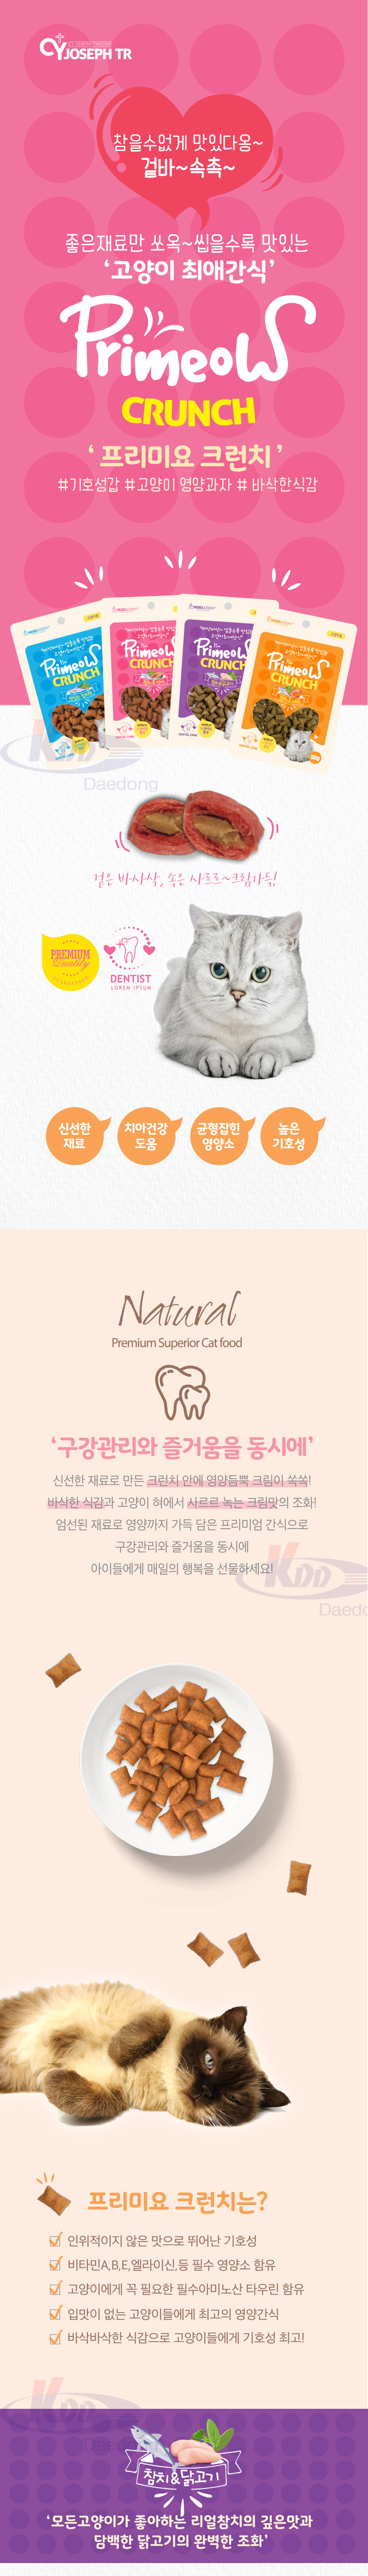 JOSEPH TR
참을수없게 맛있다옹~
겉바~속촉~
좋은재료만 쏘옥~씹을수록 맛있는
‘고양이 최애간식’
Primeow
CRUNCH
‘프리미요 크런치’
#기호성갑 #고양이 영양과자 # 바삭한식감
Primeow
CRUNCH
Primeow
CRUNCH
Primeow
CRUNCH
Primeow
CRUNCH
50g
KDD
Daedong
겉은 바사삭, 속은 사르르~크림가득!
PREMIUM
Quality
DENTIST
LOREM IPSUM
신선한
재료
치아건강
도움
균형잡힌
영양소
높은
기호성
Natural
Premium Superior Cat food
‘구강관리와 즐거움을 동시에’
신선한 재료로 만든 크런치 안에 영양듬뿍 크림이 쏙쏙!
바삭한 식감과 고양이 혀에서 사르르 녹는 크림맛의 조화!
엄선된 재료로 영양까지 가득 담은 프리미엄 간식으로
구강관리와 즐거움을 동시에
아이들에게 매일의 행복을 선물하세요!
KDD
Daedo
프리미요 크런치는?
인위적이지 않은 맛으로 뛰어난 기호성
비타민A,B,E,엘라이신,등 필수 영양소 함유
고양이에게 꼭 필요한 필수아미노산 타우린 함유
입맛이 없는 고양이들에게 최고의 영양간식
바삭바삭한 식감으로 고양이들에게 기호성 최고!
KDD
Daedong
참치&닭고기
‘모든고양이가 좋아하는 리얼참치의 깊은맛과
담백한 닭고기의 완벽한 조화’